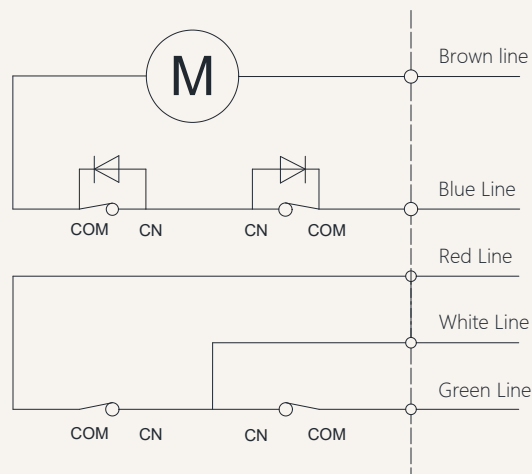 Brown line
M
Blue Line
COM CN CN COM
Red Line
White Line
Green Line
COM CN CN COM